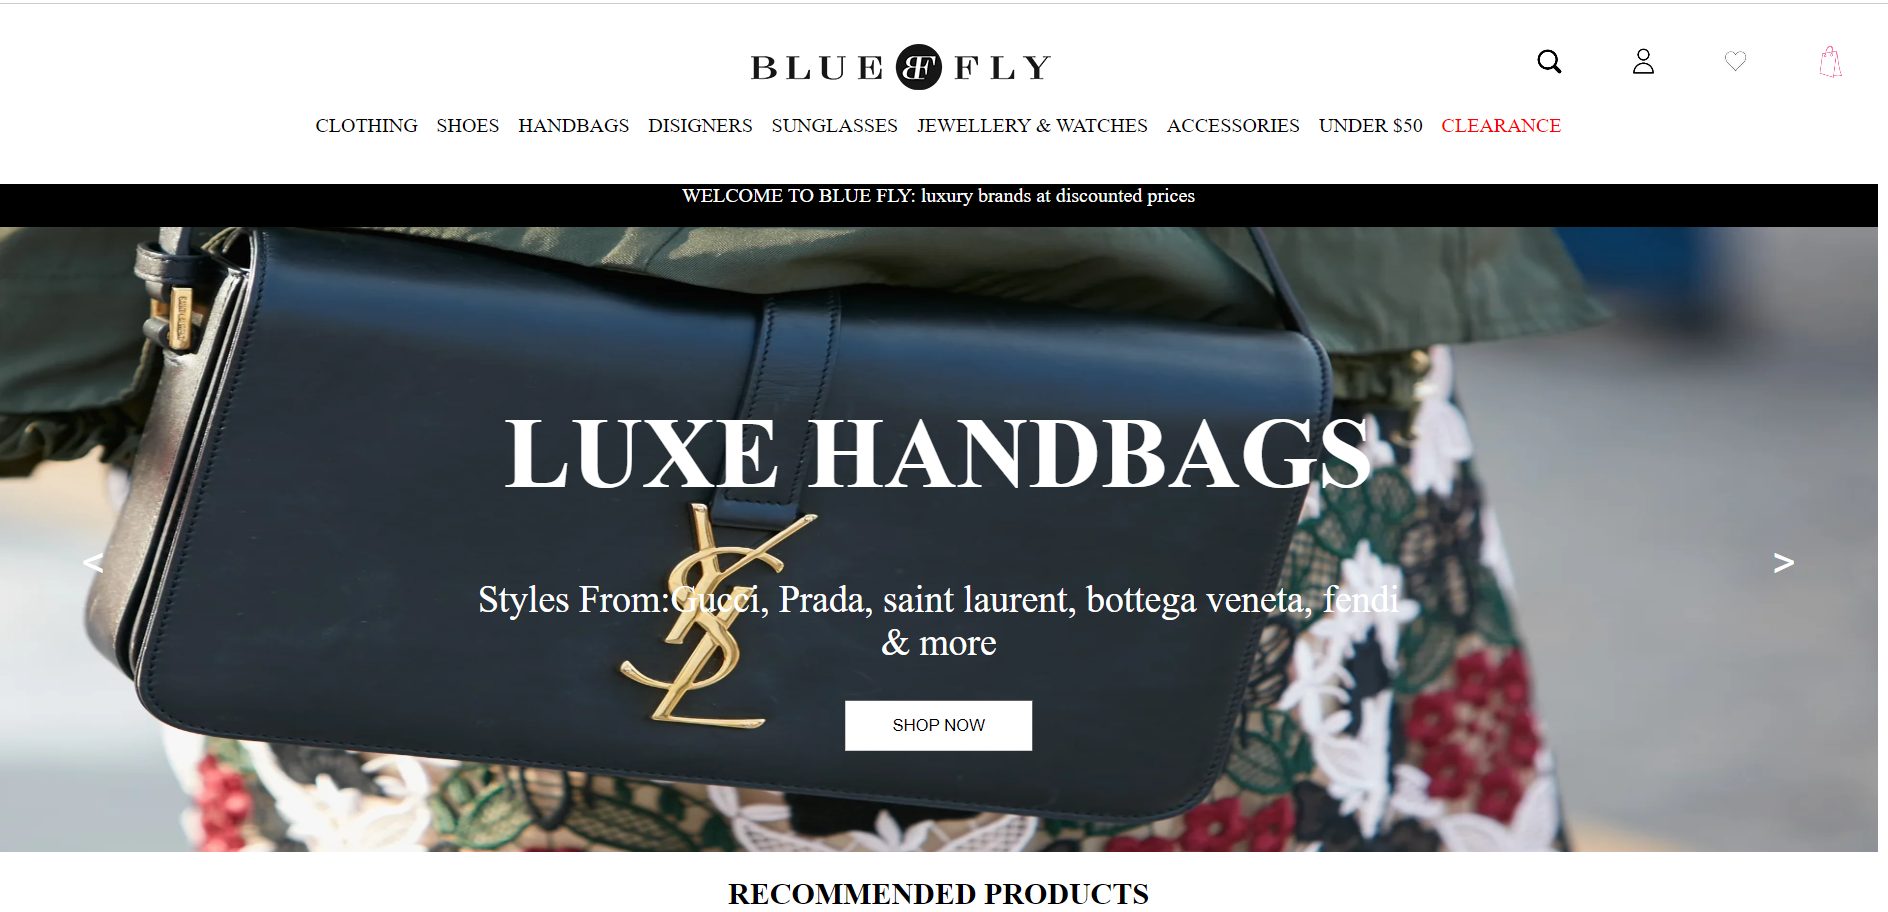 BLUE BF FLY
CLOTHING SHOES HANDBAGS DISIGNERS SUNGLASSES JEWELLERY & WATCHES ACCESSORIES UNDER $50 CLEARANCE
WELCOME TO BLUE FLY: luxury brands at discounted prices
LUXE HANDBAGS
YSL
< >
Styles From:Gucci, Prada, saint laurent, bottega veneta, fendi
& more
SHOP NOW
RECOMMENDED PRODUCTS